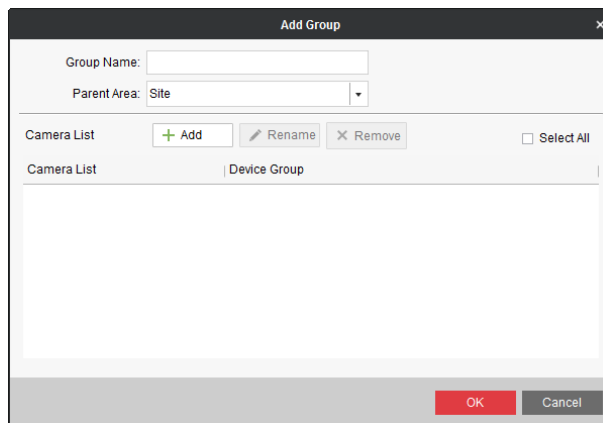 Add Group
Group Name:
Parent Area: Site
Camera List Add Rename Remove Select All
Camera List Device Group
OK Cancel